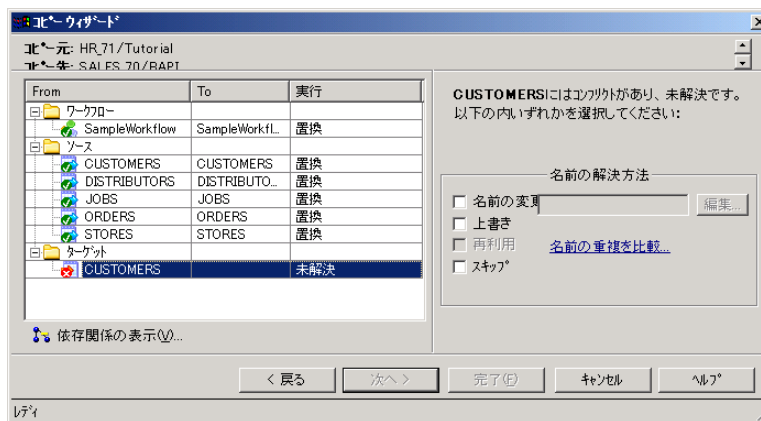 コピー ウィザード
コピー元: HR_71/Tutorial
コピー先: SALES_70/RAPI
From To 実行
ワークフロー
SampleWorkflow SampleWorkfl... 置換
ソース
CUSTOMERS CUSTOMERS 置換
DISTRIBUTORS DISTRIBUTO... 置換
JOBS JOBS 置換
ORDERS ORDERS 置換
STORES STORES 置換
ターゲット
CUSTOMERS 未解決
依存関係の表示(V)...
CUSTOMERSにはコンフリクトがあり、未解決です。
以下の内いずれかを選択してください:
名前の解決方法
名前の変更 編集...
上書き
再利用 名前の重複を比較...
スキップ
< 戻る 次へ > 完了(F) キャンセル ヘルプ
レディ